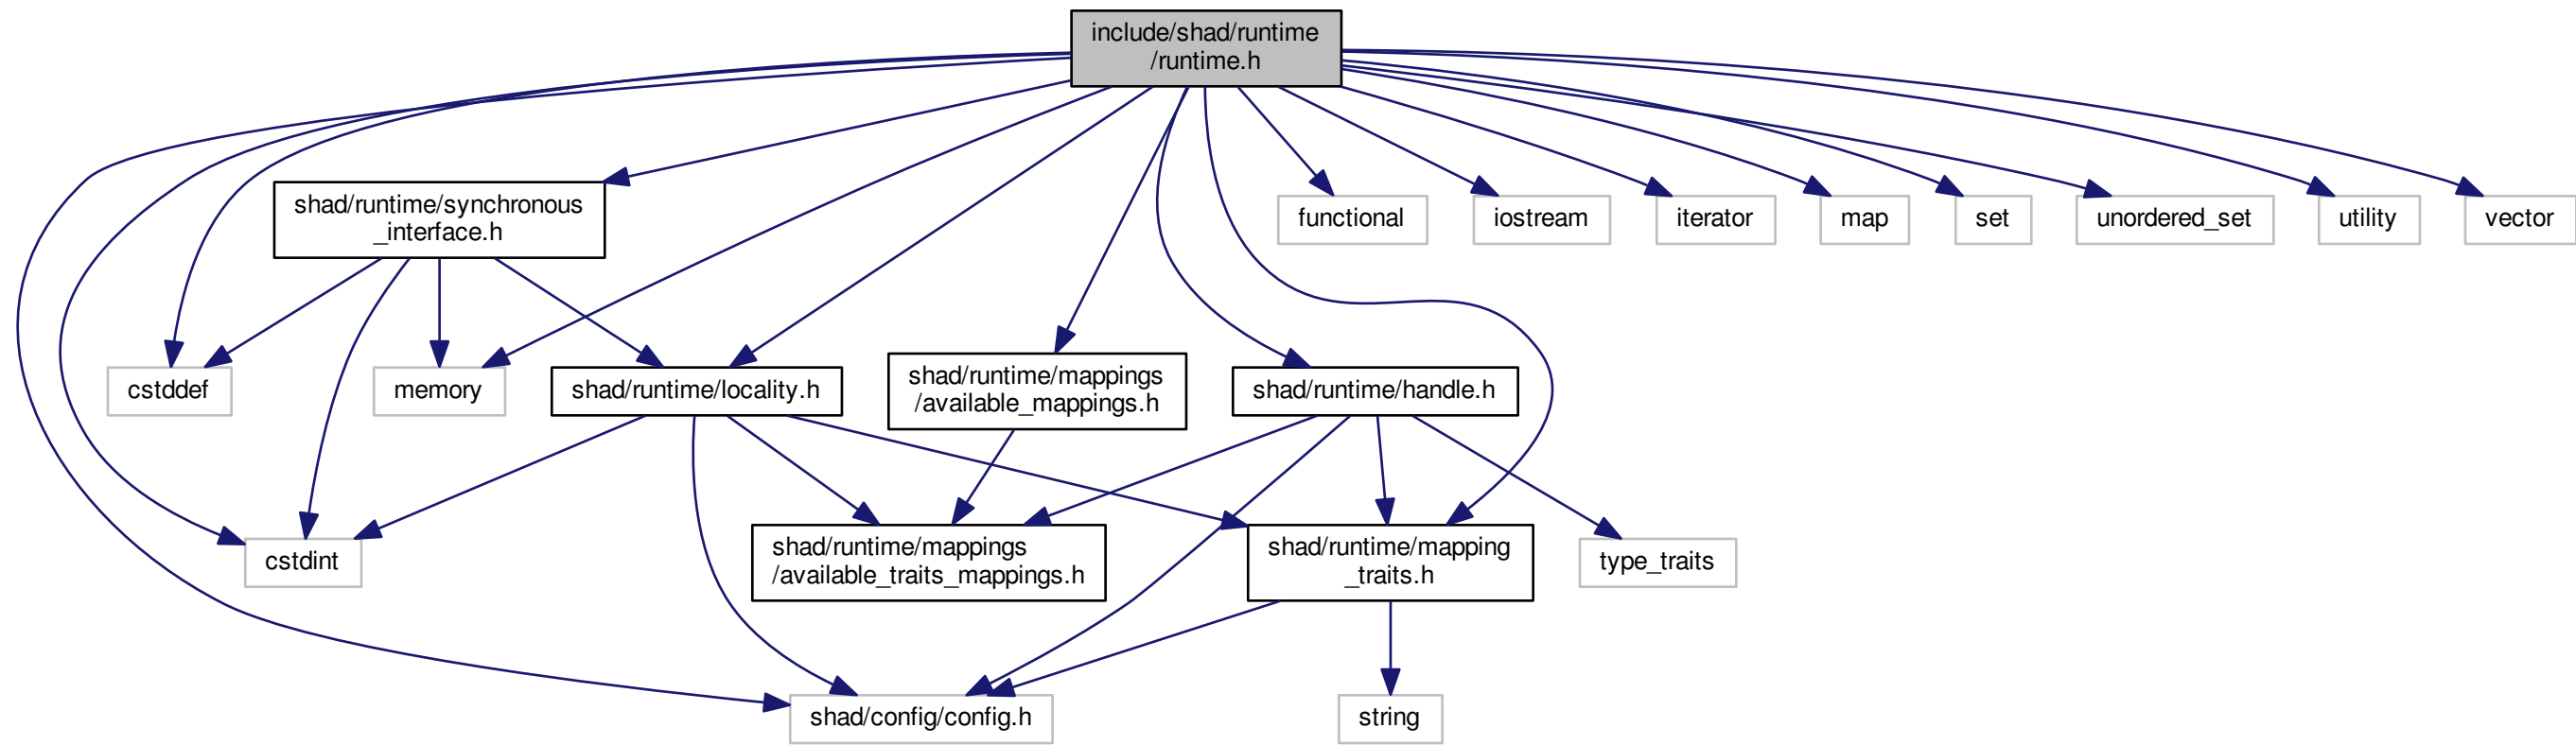 include/shad/runtime
/runtime.h
shad/runtime/synchronous
_interface.h
functional
iostream
iterator
map
set
unordered_set
utility
vector
cstddef
memory
shad/runtime/locality.h
shad/runtime/mappings
/available_mappings.h
shad/runtime/handle.h
cstdint
shad/runtime/mappings
/available_traits_mappings.h
shad/runtime/mapping
_traits.h
type_traits
shad/config/config.h
string